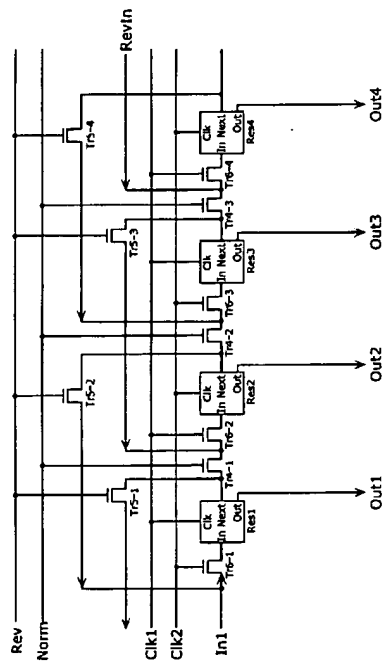 Rev
Norm
Clk1
Clk2
In1
RevIn
Tr5-1
Tr5-2
Tr5-3
Tr5-4
Tr4-1
Tr4-2
Tr4-3
Tr6-1
Tr6-2
Tr6-3
Tr6-4
Clk
In Next
Out
Res1
Clk
In Next
Out
Res2
Clk
In Next
Out
Res3
Clk
In Next
Out
Res4
Out1
Out2
Out3
Out4